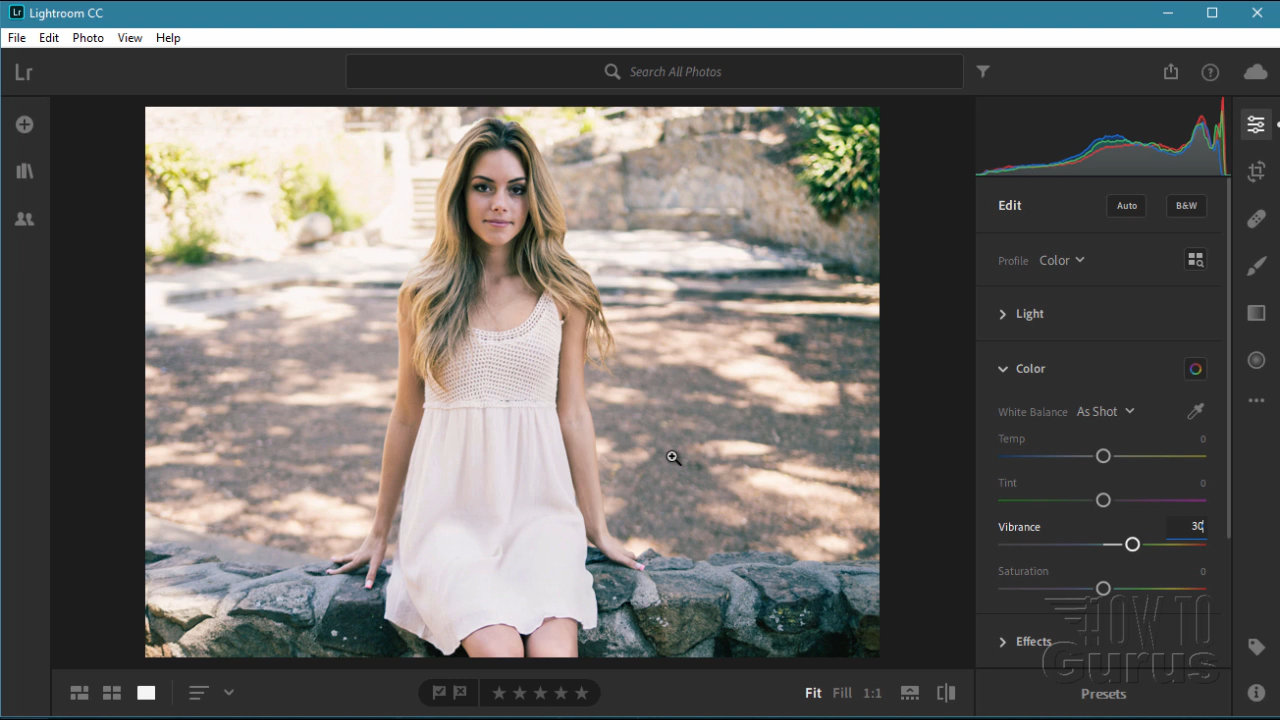 Lr Lightroom CC
File Edit Photo View Help
Lr
Search All Photos
Edit Auto B&W
Profile Color
Light
Color
White Balance As Shot
Temp 0
Tint 0
Vibrance 30
Saturation 0
HOW TO
Effects
Gurus
Fit Fill 1:1
Presets